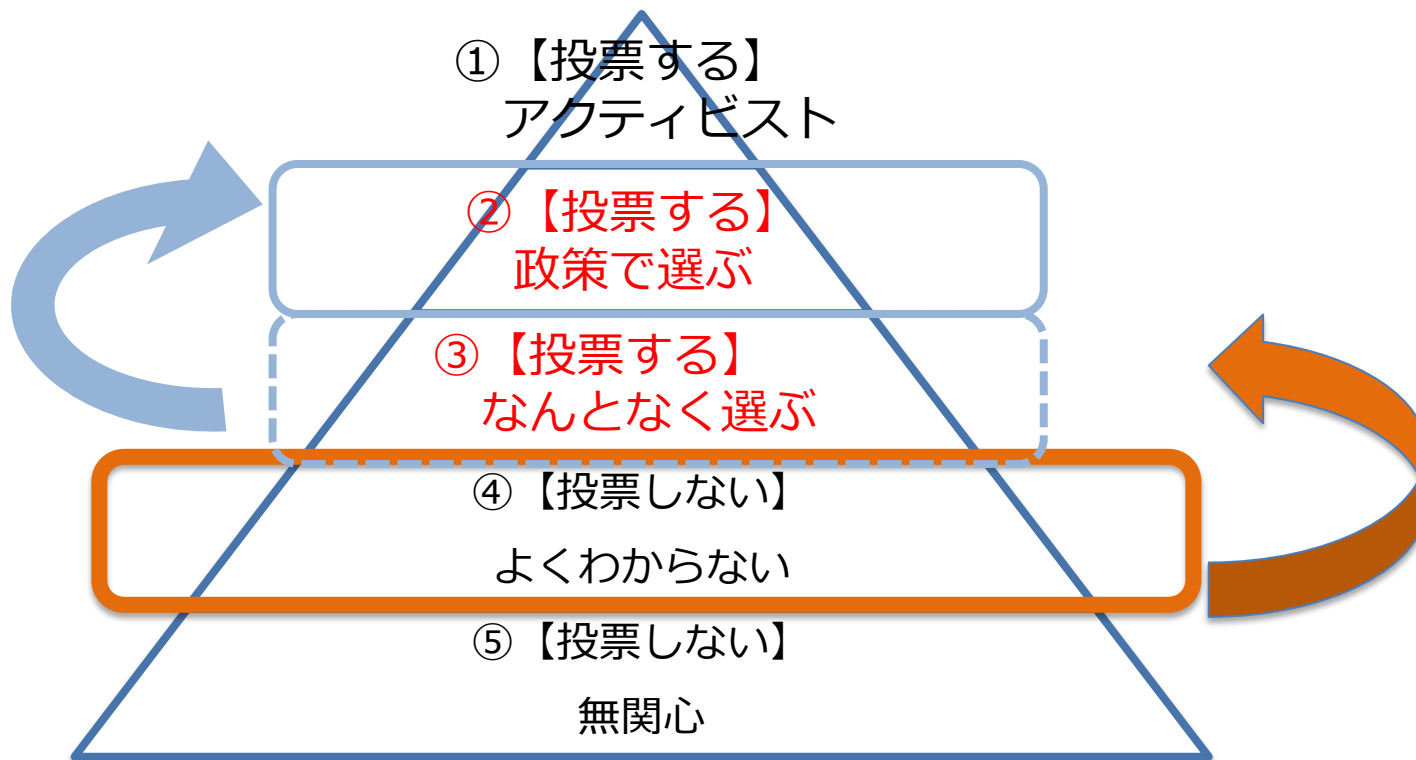 ①【投票する】
アクティビスト
②【投票する】
政策で選ぶ
③【投票する】
なんとなく選ぶ
④【投票しない】
よくわからない
⑤【投票しない】
無関心